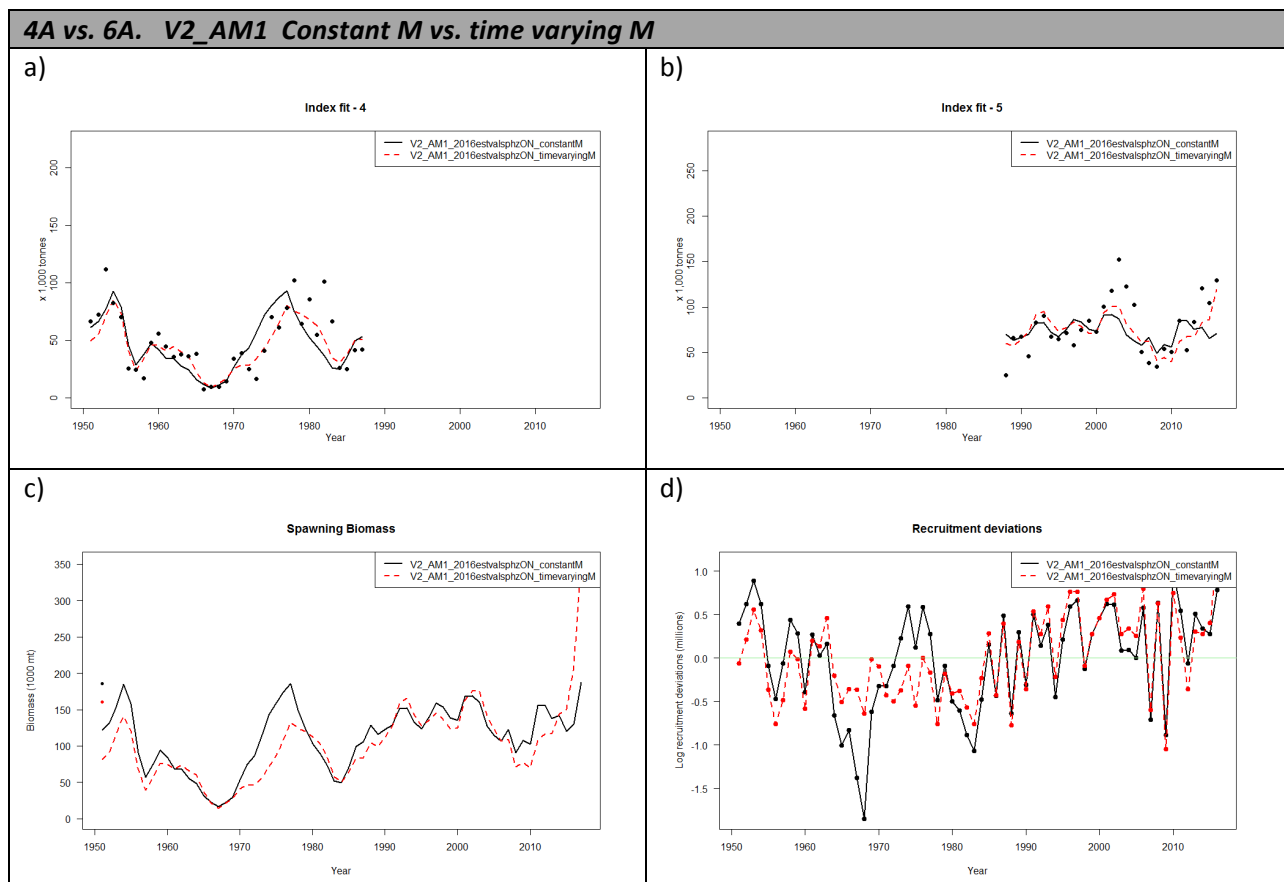 4A vs. 6A. V2_AM1 Constant M vs. time varying M
a)
Index fit - 4
V2_AM1_2016estvalsphzON_constantM
V2_AM1_2016estvalsphzON_timevaryingM
x 1,000 tonnes
200
150
100
50
0
1950 1960 1970 1980 1990 2000 2010
Year
b)
Index fit - 5
V2_AM1_2016estvalsphzON_constantM
V2_AM1_2016estvalsphzON_timevaryingM
x 1,000 tonnes
250
200
150
100
50
0
1950 1960 1970 1980 1990 2000 2010
Year
c)
Spawning Biomass
V2_AM1_2016estvalsphzON_constantM
V2_AM1_2016estvalsphzON_timevaryingM
Biomass (1000 mt)
350
300
250
200
150
100
50
0
1950 1960 1970 1980 1990 2000 2010
Year
d)
Recruitment deviations
V2_AM1_2016estvalsphzON_constantM
V2_AM1_2016estvalsphzON_timevaryingM
Log recruitment deviations (millions)
1.0
0.5
0.0
-0.5
-1.0
-1.5
1950 1960 1970 1980 1990 2000 2010
Year